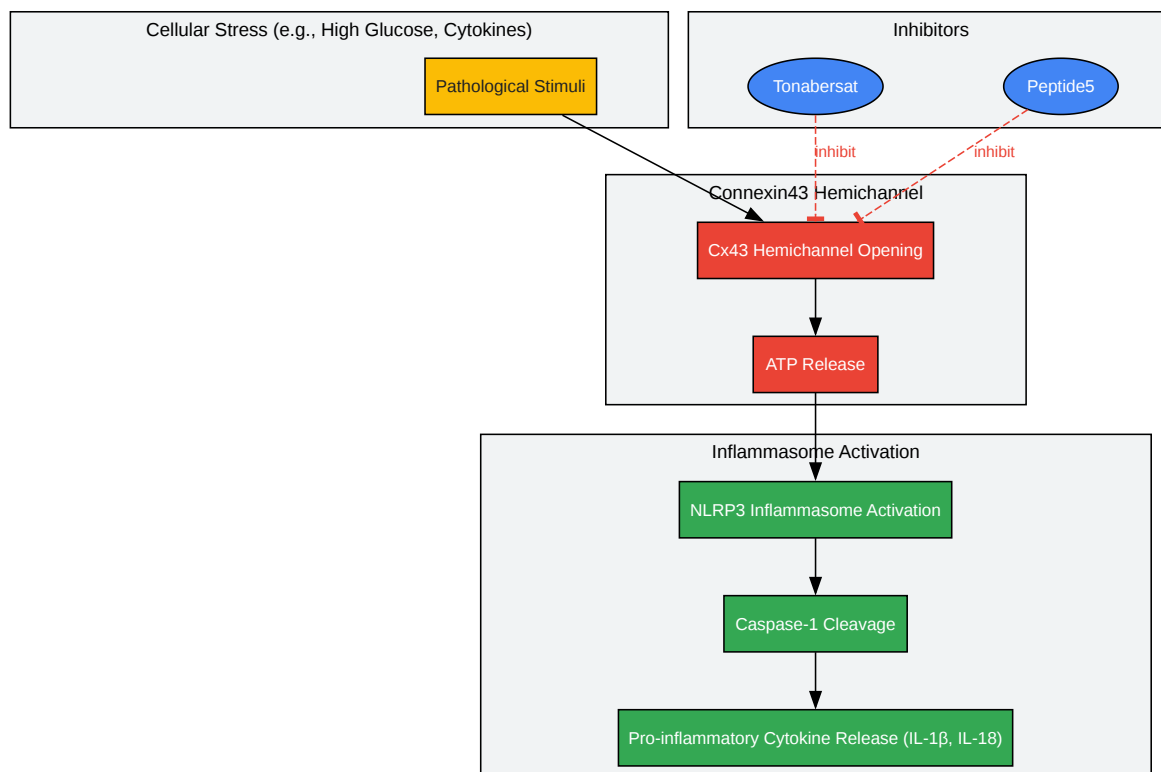 Cellular Stress (e.g., High Glucose, Cytokines)
Inhibitors
Pathological Stimuli
Tonabersat
Peptide5
inhibit
inhibit
Connexin43 Hemichannel
Cx43 Hemichannel Opening
ATP Release
Inflammasome Activation
NLRP3 Inflammasome Activation
Caspase-1 Cleavage
Pro-inflammatory Cytokine Release (IL-1β, IL-18)